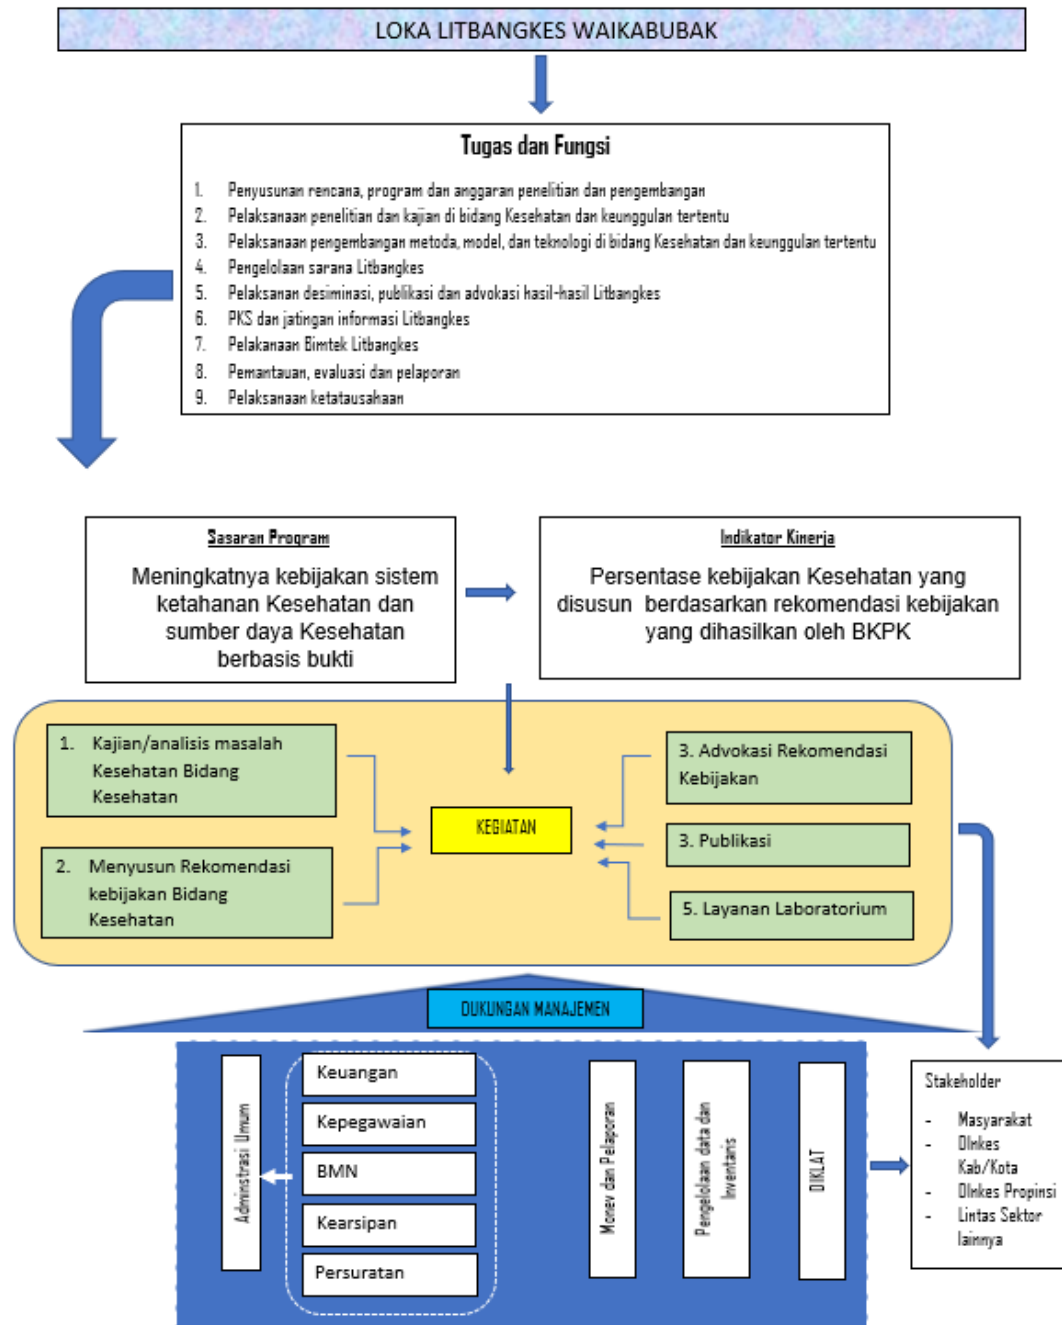 LOKA LITBANGKES WAIKABUBAK
Tugas dan Fungsi
1. Penyusunan rencana, program dan anggaran penelitian dan pengembangan
2. Pelaksanaan penelitian dan kajian di bidang Kesehatan dan keunggulan tertentu
3. Pelaksanaan pengembangan metoda, model, dan teknologi di bidang Kesehatan dan keunggulan tertentu
4. Pengelolaan sarana Litbangkes
5. Pelaksanan desiminasi, publikasi dan advokasi hasil-hasil Litbangkes
6. PKS dan jatingan informasi Litbangkes
7. Pelakanaan Bimtek Litbangkes
8. Pemantauan, evaluasi dan pelaporan
9. Pelaksanaan ketatausahaan
Sasaran Program
Meningkatnya kebijakan sistem
ketahanan Kesehatan dan
sumber daya Kesehatan
berbasis bukti
Indikator Kinerja
Persentase kebijakan Kesehatan yang
disusun berdasarkan rekomendasi kebijakan
yang dihasilkan oleh BKPK
1. Kajian/analisis masalah
Kesehatan Bidang
Kesehatan
2. Menyusun Rekomendasi
kebijakan Bidang
Kesehatan
KEGIATAN
3. Advokasi Rekomendasi
Kebijakan
3. Publikasi
5. Layanan Laboratorium
DUKUNGAN MANAJEMEN
Adminstrasi Umum
Keuangan
Kepegawaian
BMN
Kearsipan
Persuratan
Monev dan Pelaporan
Pengelolaan data dan
Inventaris
DIKLAT
Stakeholder
- Masyarakat
- DInkes
Kab/Kota
- DInkes Propinsi
- Lintas Sektor
lainnya